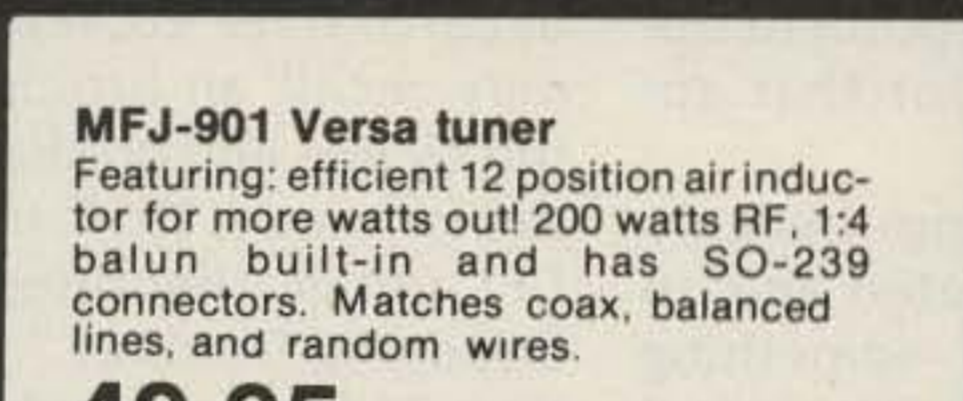 MFJ-901 Versa tuner
Featuring: efficient 12 position air induc-
tor for more watts out! 200 watts RF, 1:4
balun built-in and has SO-239
connectors. Matches coax, balanced
lines, and random wires.